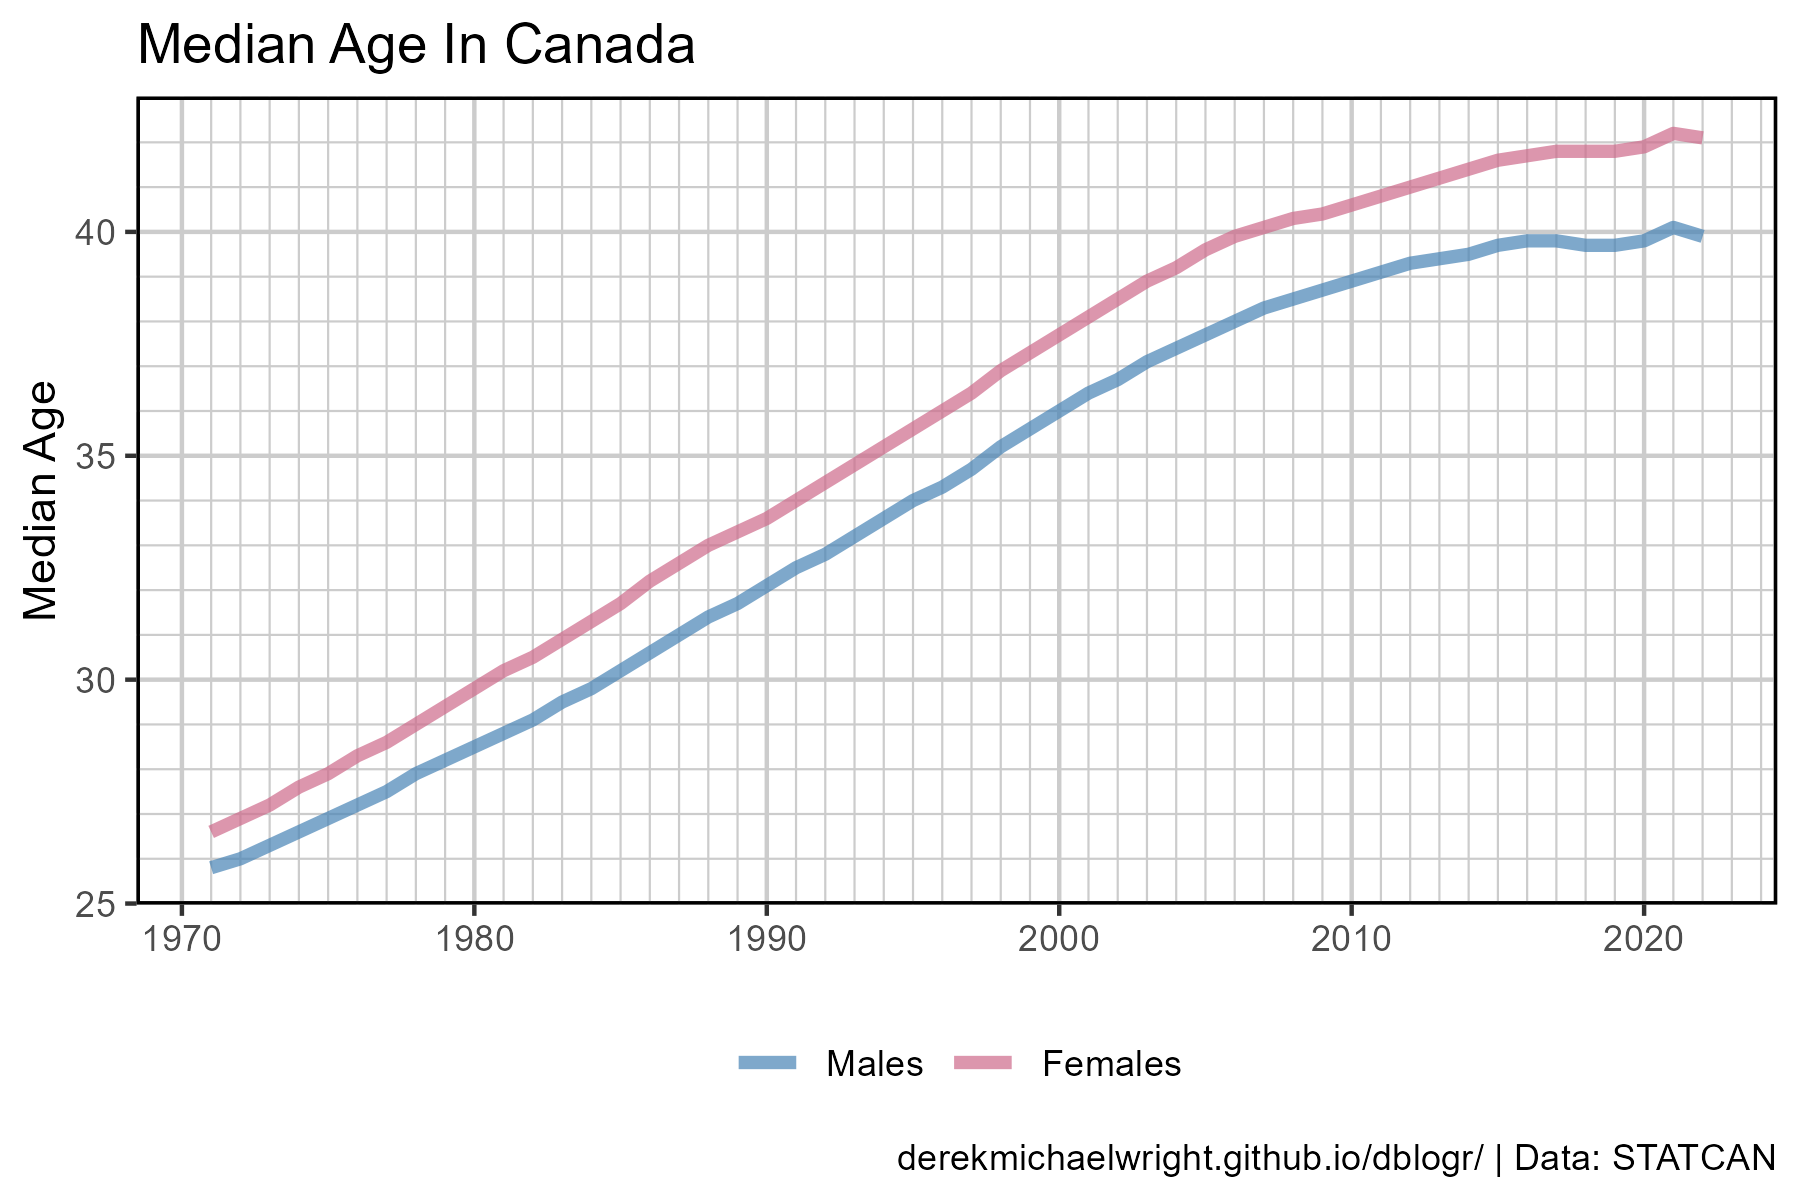 Median Age In Canada
Median Age
40
35
30
25
1970 1980 1990 2000 2010 2020
Males Females
derekmichaelwright.github.io/dblogr/ | Data: STATCAN